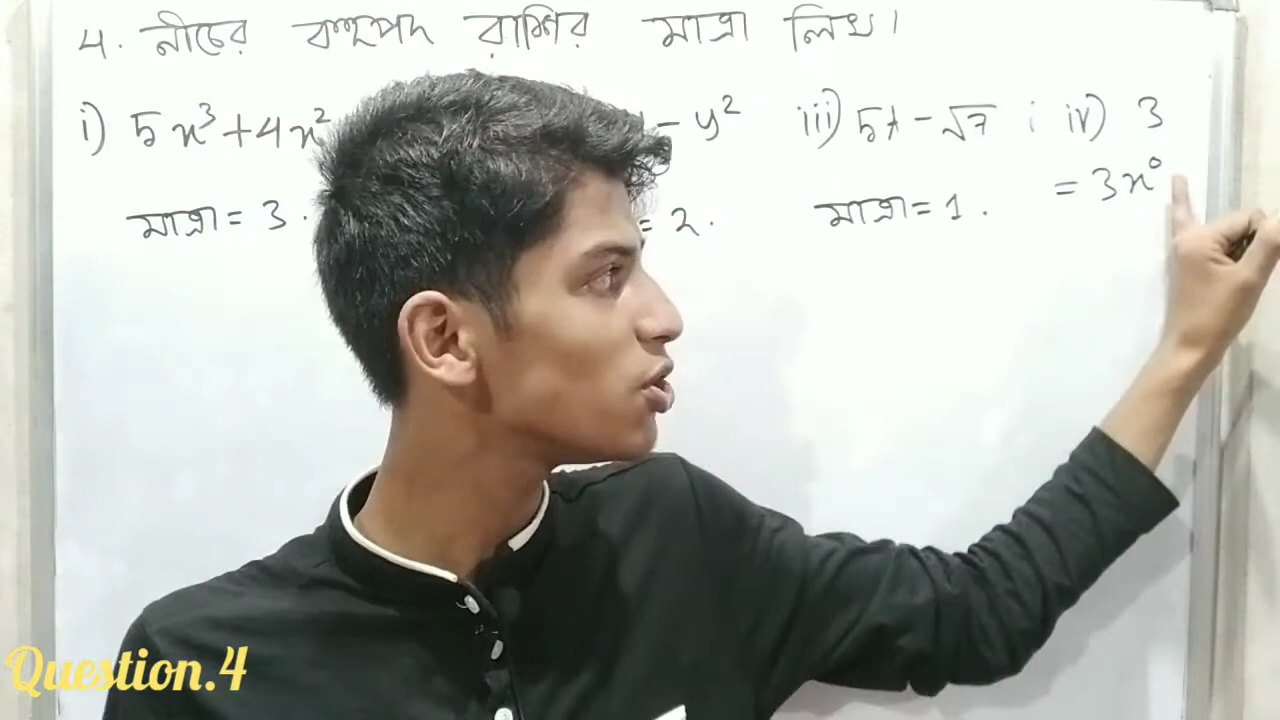 4. নীচের বহুপদ রাশির মাত্রা লিখ।
i) 5x³+4x² - y² iii) 5t - √7 ; iv) 3
= 3x⁰
মাত্রা = 3. = 2. মাত্রা = 1.
Question.4